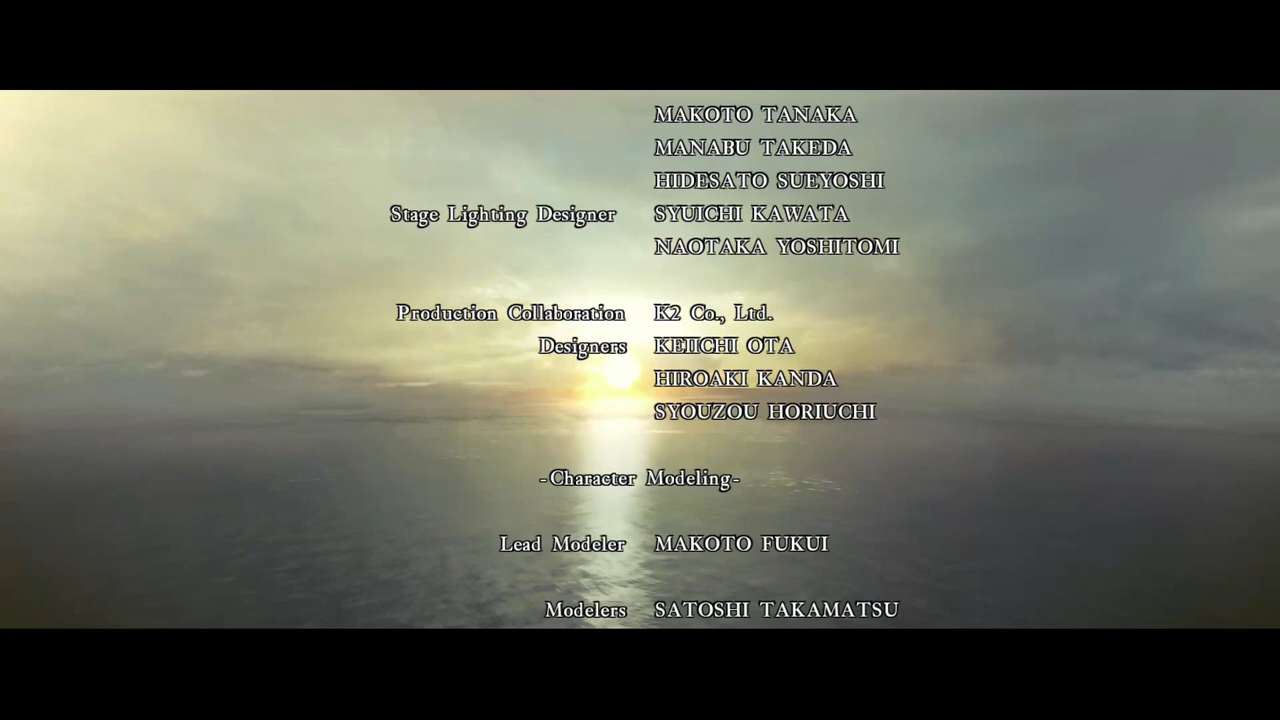 MAKOTO TANAKA
MANABU TAKEDA
HIDESATO SUEYOSHI
Stage Lighting Designer SYUICHI KAWATA
NAOTAKA YOSHITOMI
Production Collaboration K2 Co., Ltd.
Designers KEIICHI OTA
HIROAKI KANDA
SYOUZOU HORIUCHI
-Character Modeling-
Lead Modeler MAKOTO FUKUI
Modelers SATOSHI TAKAMATSU